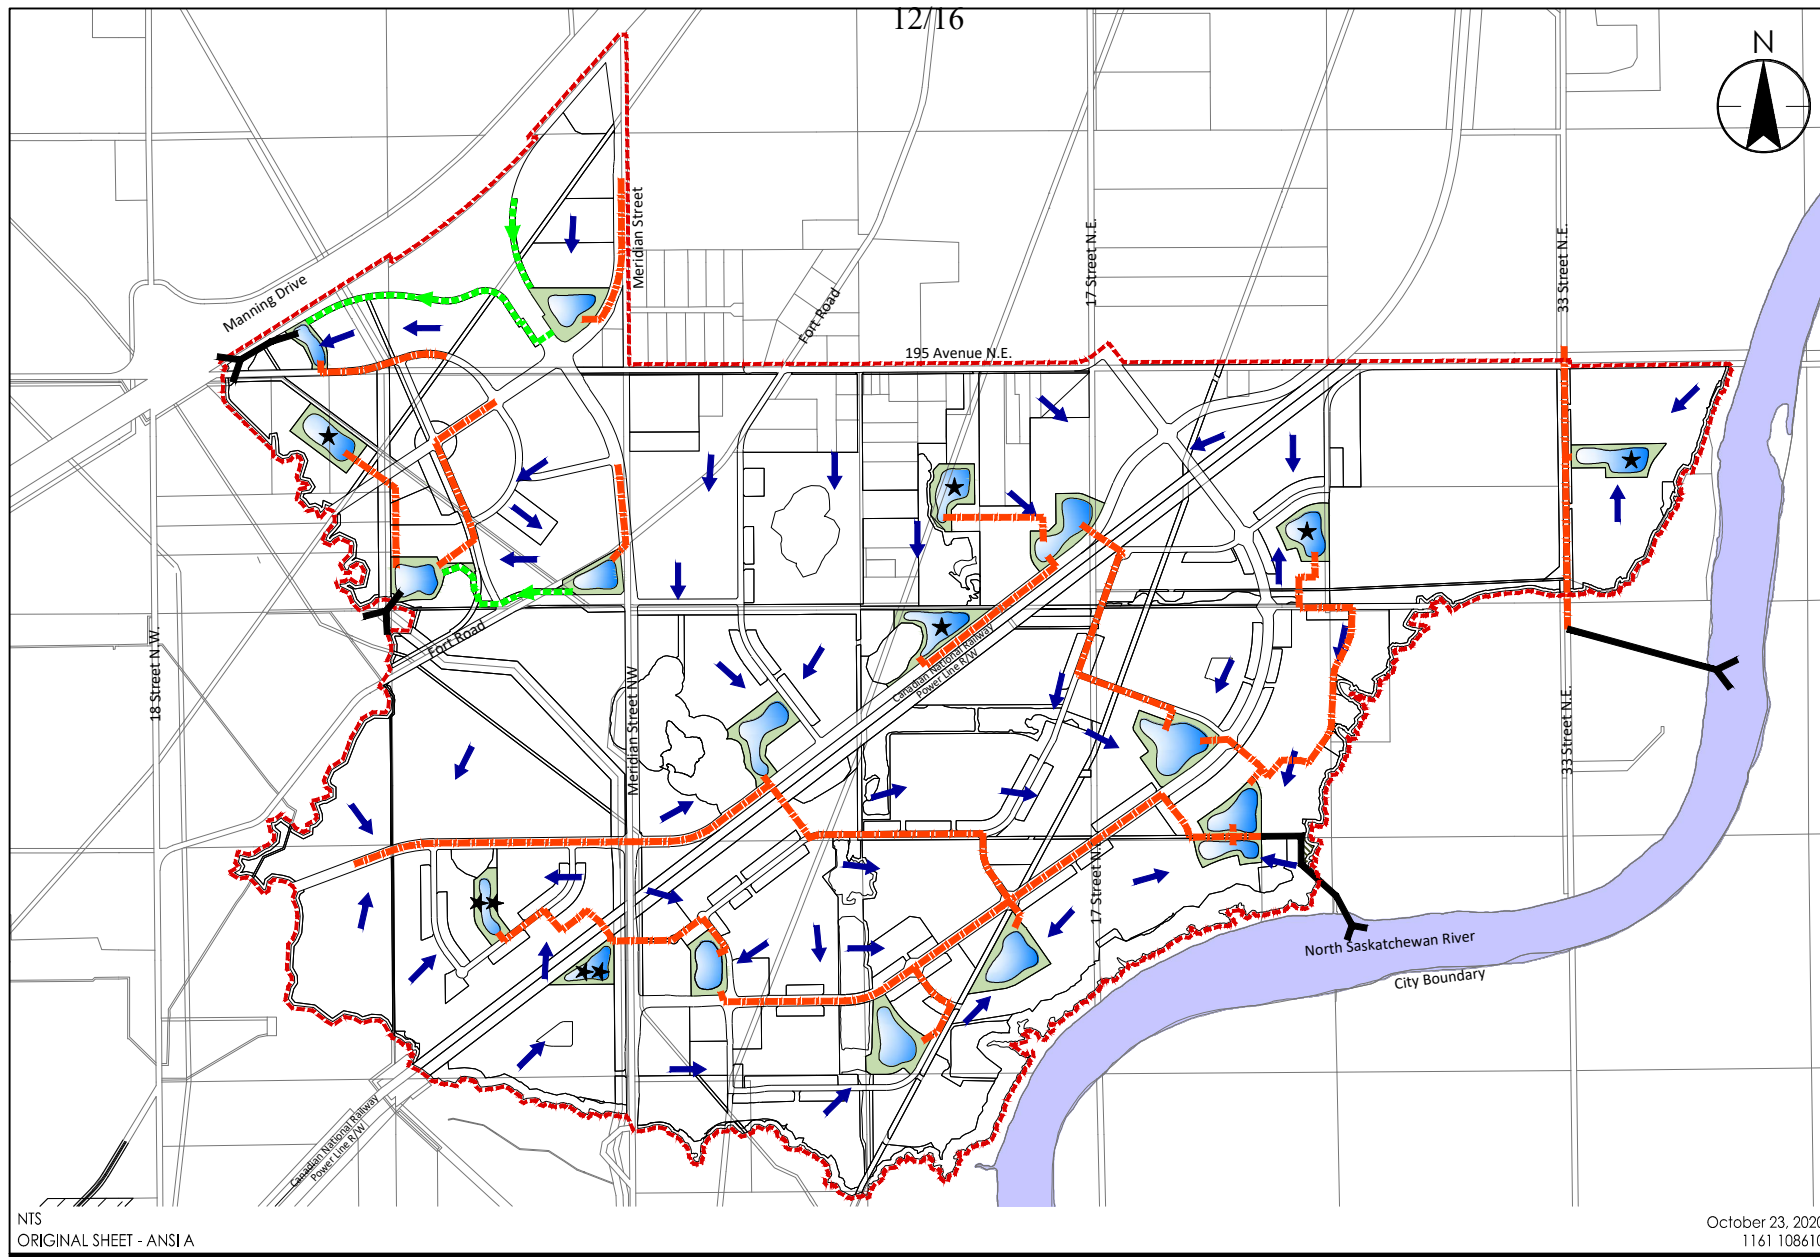 12/16
N
Manning Drive
Meridian Street
Fort Road
17 Street N.E.
33 Street N.E.
195 Avenue N.E.
18 Street N.W.
Fort Road
Meridian Street NW
Canadian National Railway
Power Line R/W
33 Street N.E.
17 Street N.
North Saskatchewan River
City Boundary
Canadian National Railway
Power Line R/W
NTS
ORIGINAL SHEET - ANSI A
October 23, 2020
1161 108610